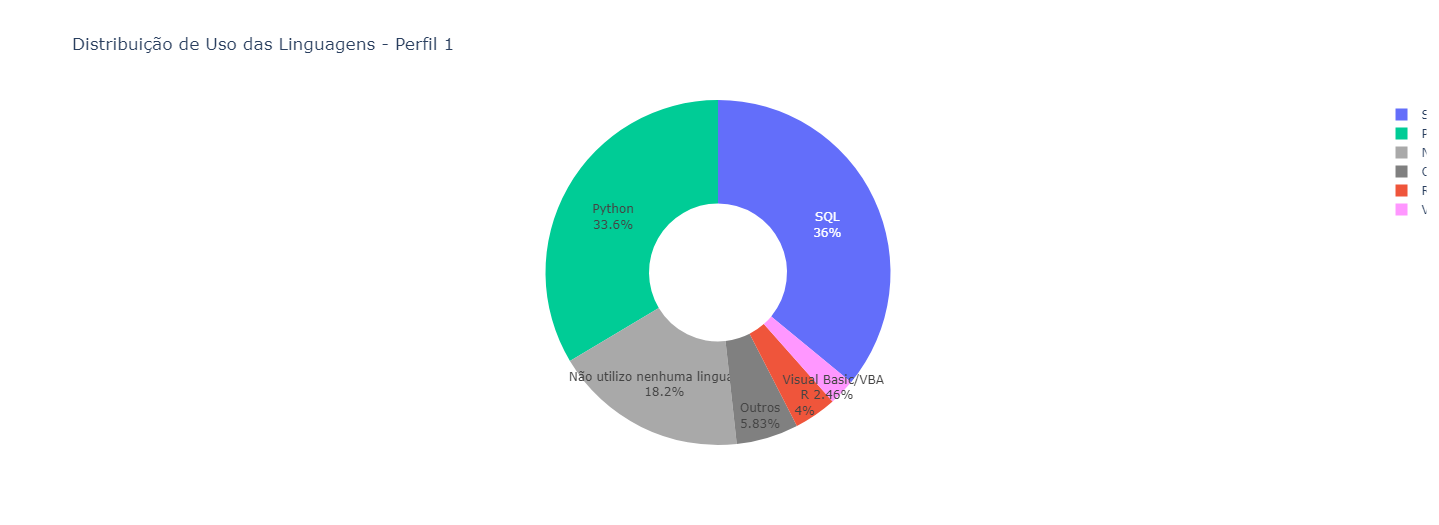 Distribuição de Uso das Linguagens - Perfil 1
SQL
36%
Python
33.6%
Não utilizo nenhuma
18.2%
Outros
5.83%
R
4%
Visual Basic/VBA
2.46%